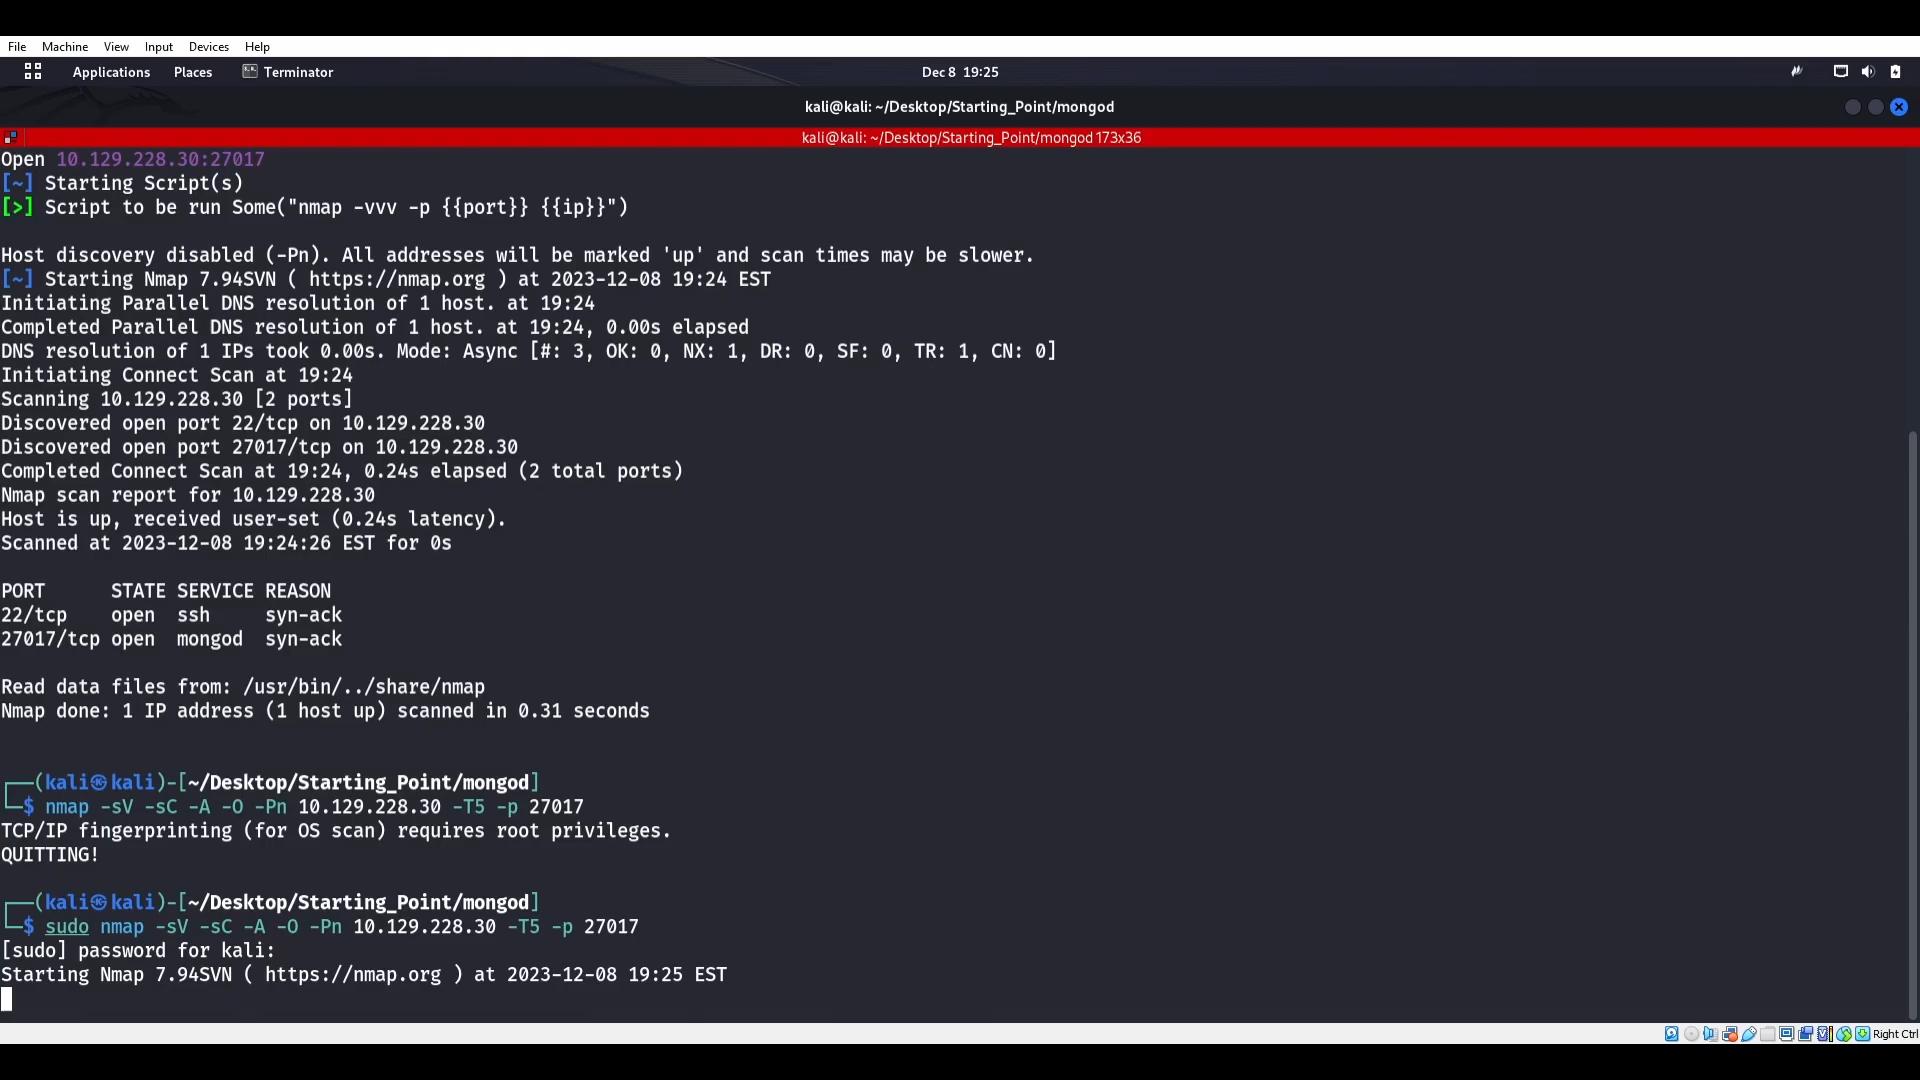 File Machine View Input Devices Help
Applications Places Terminator Dec 8 19:25
kali@kali: ~/Desktop/Starting_Point/mongod
kali@kali: ~/Desktop/Starting_Point/mongod 173x36
Open 10.129.228.30:27017
[~] Starting Script(s)
[>] Script to be run Some("nmap -vvv -p {{port}} {{ip}}")
Host discovery disabled (-Pn). All addresses will be marked 'up' and scan times may be slower.
[~] Starting Nmap 7.94SVN ( https://nmap.org ) at 2023-12-08 19:24 EST
Initiating Parallel DNS resolution of 1 host. at 19:24
Completed Parallel DNS resolution of 1 host. at 19:24, 0.00s elapsed
DNS resolution of 1 IPs took 0.00s. Mode: Async [#: 3, OK: 0, NX: 1, DR: 0, SF: 0, TR: 1, CN: 0]
Initiating Connect Scan at 19:24
Scanning 10.129.228.30 [2 ports]
Discovered open port 22/tcp on 10.129.228.30
Discovered open port 27017/tcp on 10.129.228.30
Completed Connect Scan at 19:24, 0.24s elapsed (2 total ports)
Nmap scan report for 10.129.228.30
Host is up, received user-set (0.24s latency).
Scanned at 2023-12-08 19:24:26 EST for 0s
PORT      STATE SERVICE REASON
22/tcp    open  ssh     syn-ack
27017/tcp open  mongod  syn-ack
Read data files from: /usr/bin/../share/nmap
Nmap done: 1 IP address (1 host up) scanned in 0.31 seconds
┌──(kali㉿kali)-[~/Desktop/Starting_Point/mongod]
└─$ nmap -sV -sC -A -O -Pn 10.129.228.30 -T5 -p 27017
TCP/IP fingerprinting (for OS scan) requires root privileges.
QUITTING!
┌──(kali㉿kali)-[~/Desktop/Starting_Point/mongod]
└─$ sudo nmap -sV -sC -A -O -Pn 10.129.228.30 -T5 -p 27017
[sudo] password for kali:
Starting Nmap 7.94SVN ( https://nmap.org ) at 2023-12-08 19:25 EST
Right Ctrl